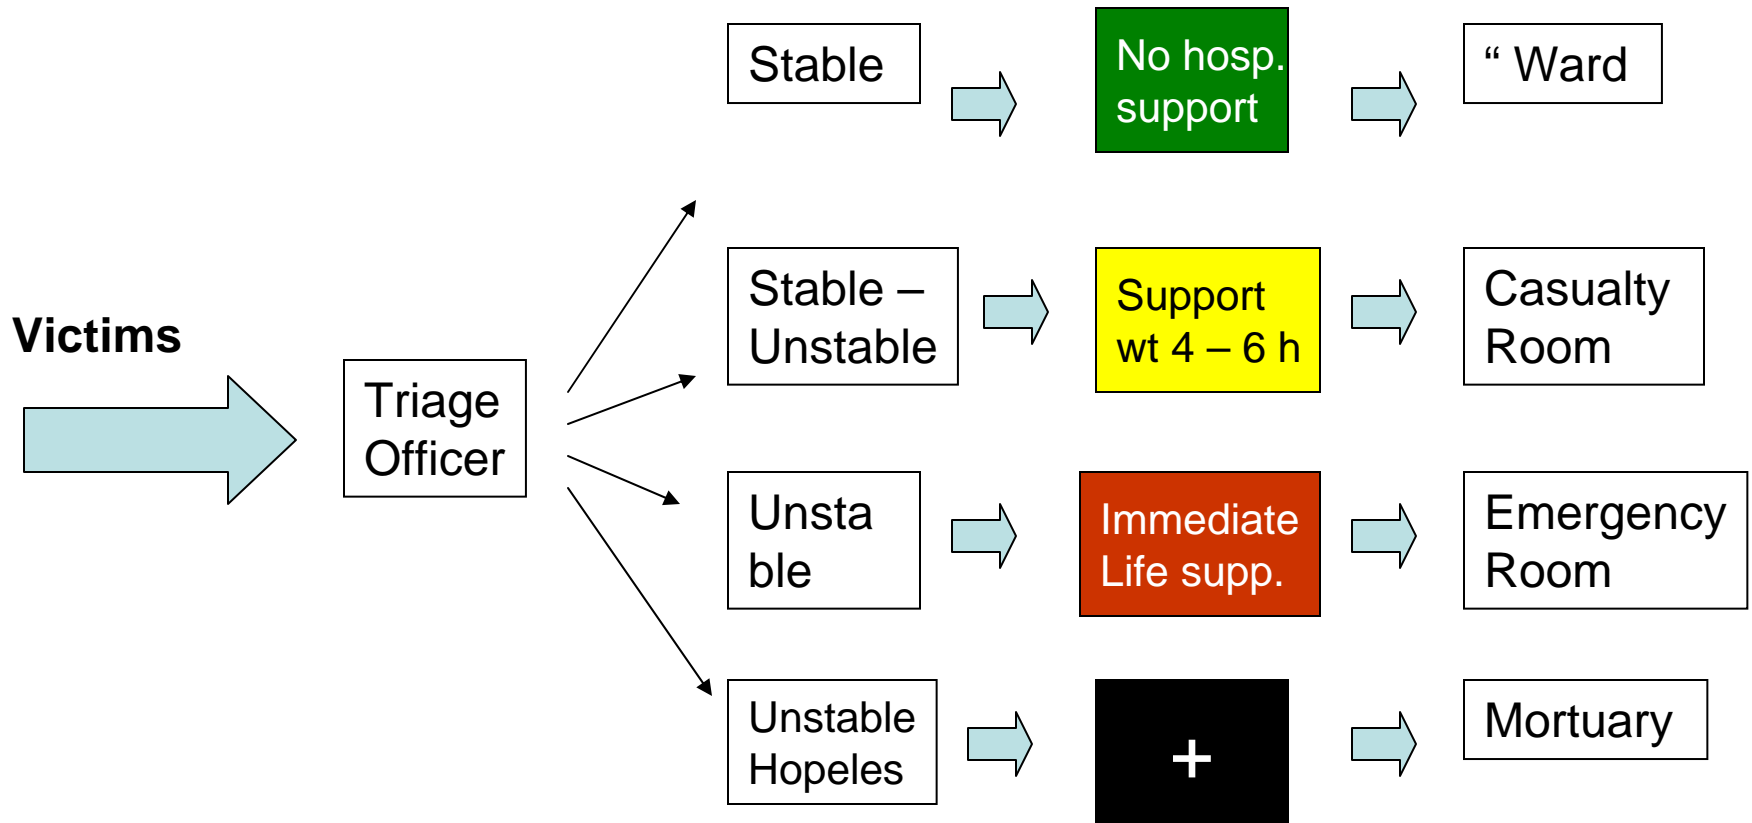 Victims
Triage
Officer
Stable
No hosp.
support
“ Ward
Stable –
Unstable
Support
wt 4 – 6 h
Casualty
Room
Unsta
ble
Immediate
Life supp.
Emergency
Room
Unstable
Hopeles
+
Mortuary